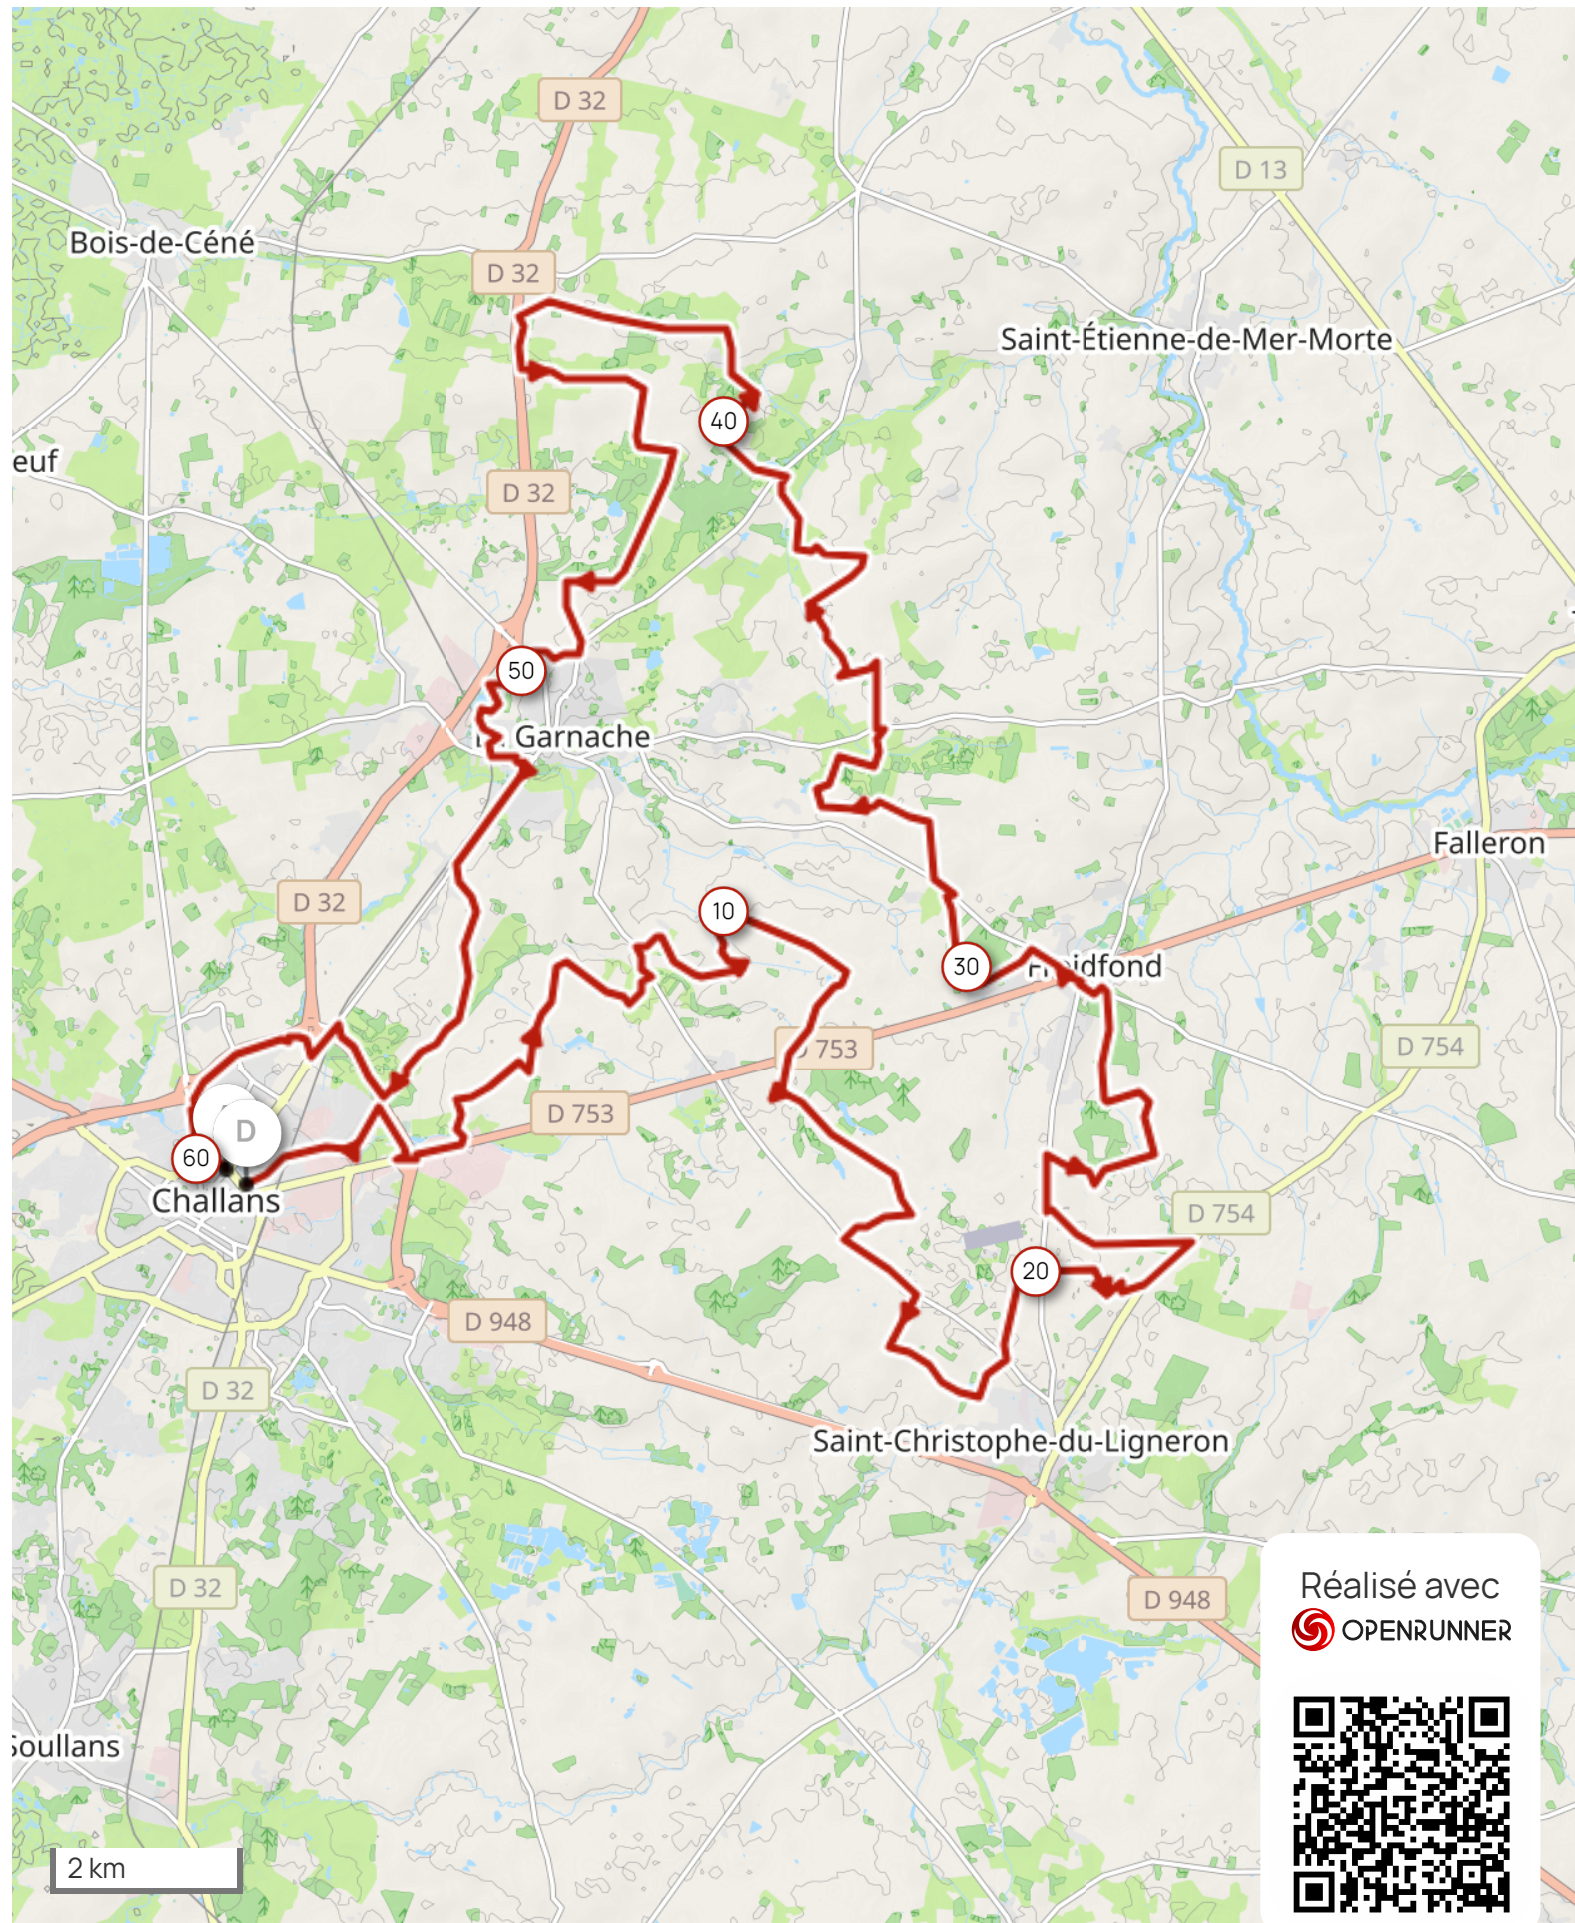 D 32
D 13
Bois-de-Céné
D 32
Saint-Étienne-de-Mer-Morte
40
euf
D 32
50
Garnache
Falleron
D 32
10
30
Froidfond
D 753
D 754
D 753
D
60
Challans
D 754
20
D 948
D 32
Saint-Christophe-du-Ligneron
D 32
D 948
Réalisé avec
OPENRUNNER
Soullans
2 km